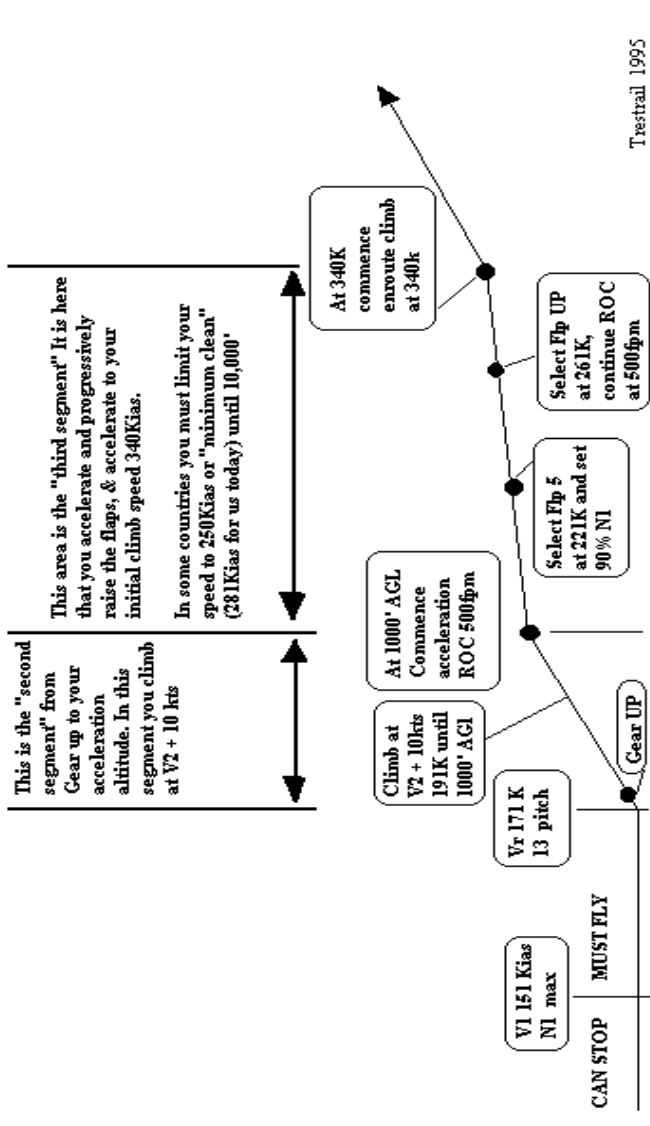 This is the "second
segment" from
Gear up to your
acceleration
altitude. In this
segment you climb
at V2 + 10 kts
This area is the "third segment" It is here
that you accelerate and progressively
raise the flaps, & accelerate to your
initial climb speed 340Kias.
In some countries you must limit your
speed to 250Kias or "minimum clean"
(281Kias for us today) until 10,000'
At 340K
commence
enroute climb
at 340k
At 1000' AGL
Commence
acceleration
ROC 500fpm
Climb at
V2 + 10kts
191K until
1000' AGl
Vr 171 K
13 pitch
V1 151 Kias
N1 max
CAN STOP
MUST FLY
Gear UP
Select Flp 5
at 221K and set
90% N1
Select Flp UP
at 261K,
continue ROC
at 500fpm
Trestrail 1995